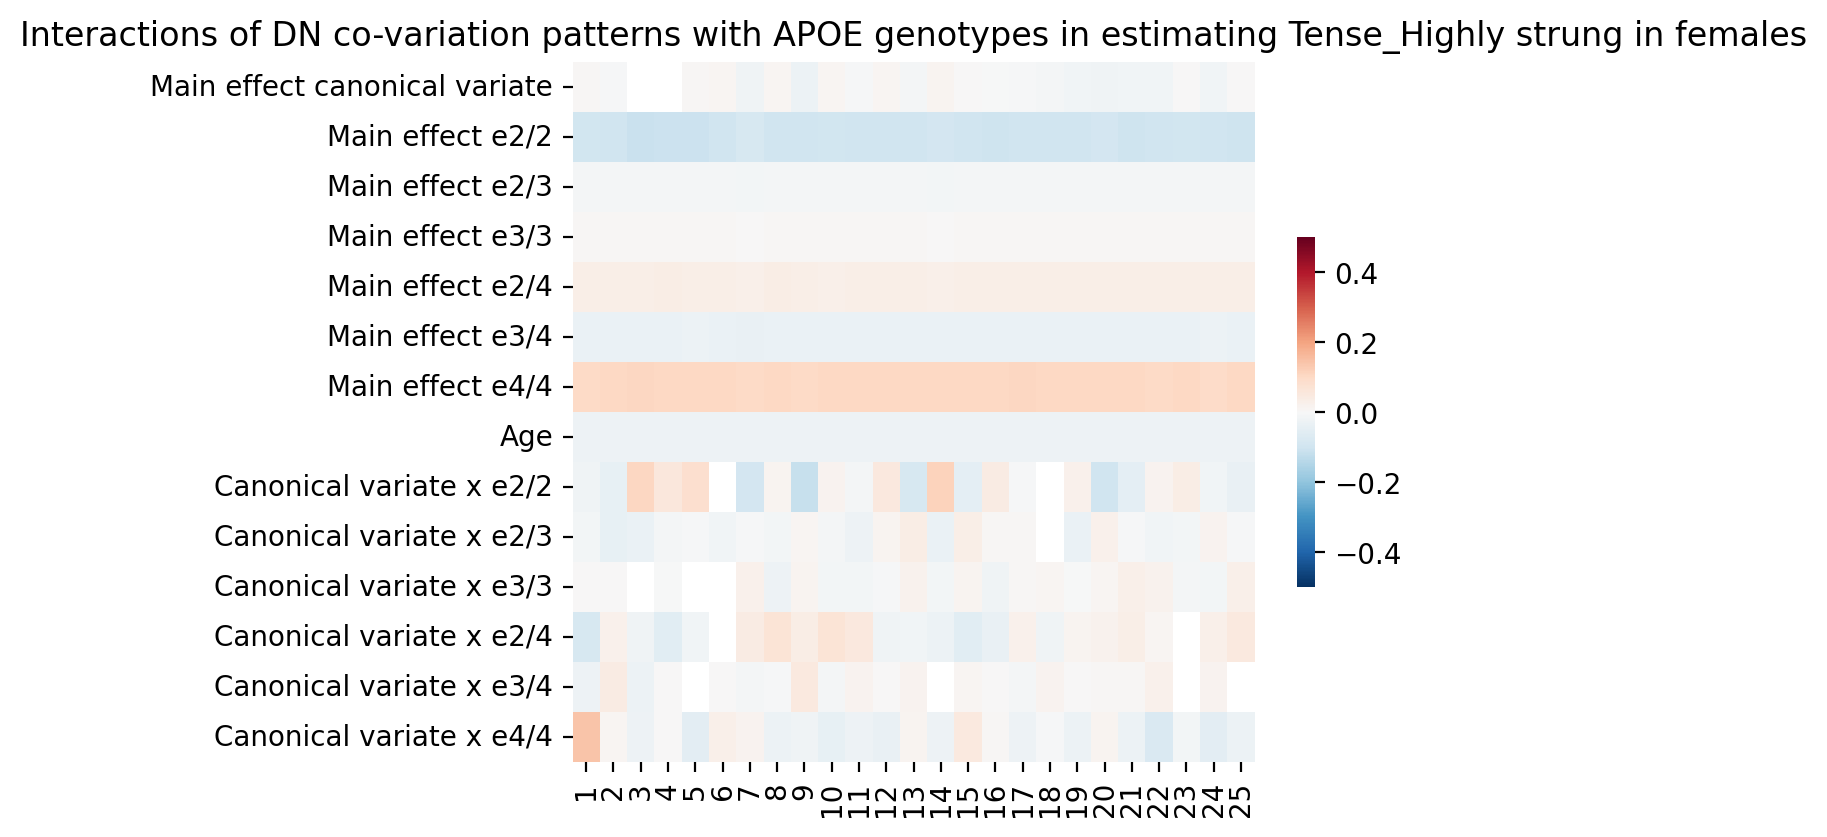 Interactions of DN co-variation patterns with APOE genotypes in estimating Tense_Highly strung in females
Main effect canonical variate
Main effect e2/2
Main effect e2/3
Main effect e3/3
Main effect e2/4
Main effect e3/4
Main effect e4/4
Age
Canonical variate x e2/2
Canonical variate x e2/3
Canonical variate x e3/3
Canonical variate x e2/4
Canonical variate x e3/4
Canonical variate x e4/4
1 2 3 4 5 6 7 8 9 10 11 12 13 14 15 16 17 18 19 20 21 22 23 24 25
0.4
0.2
0.0
−0.2
−0.4